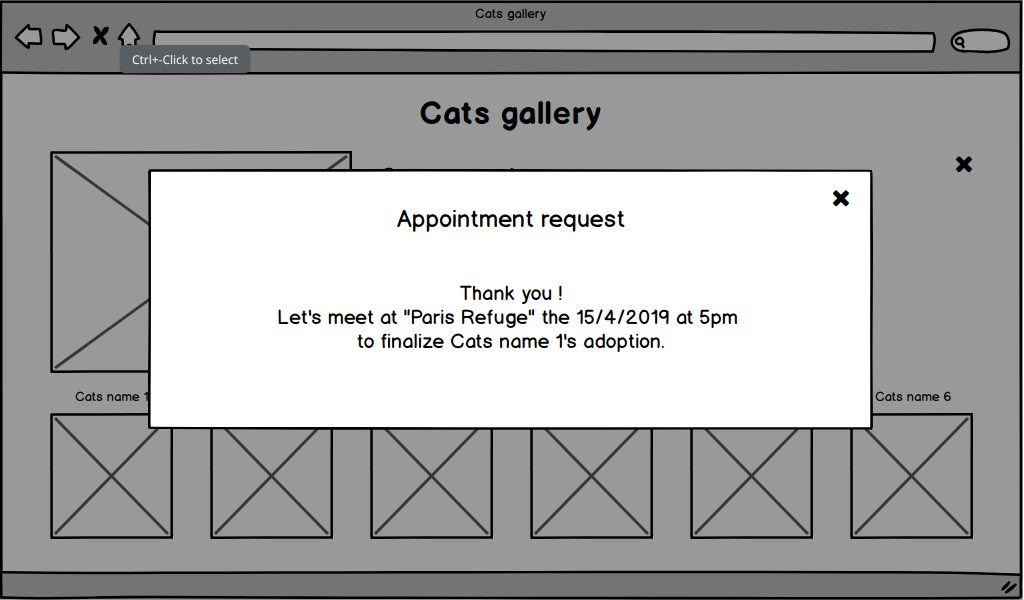 Cats gallery
Ctrl+-Click to select
Cats gallery
Appointment request
Thank you !
Let's meet at "Paris Refuge" the 15/4/2019 at 5pm
to finalize Cats name 1's adoption.
Cats name 1
Cats name 6